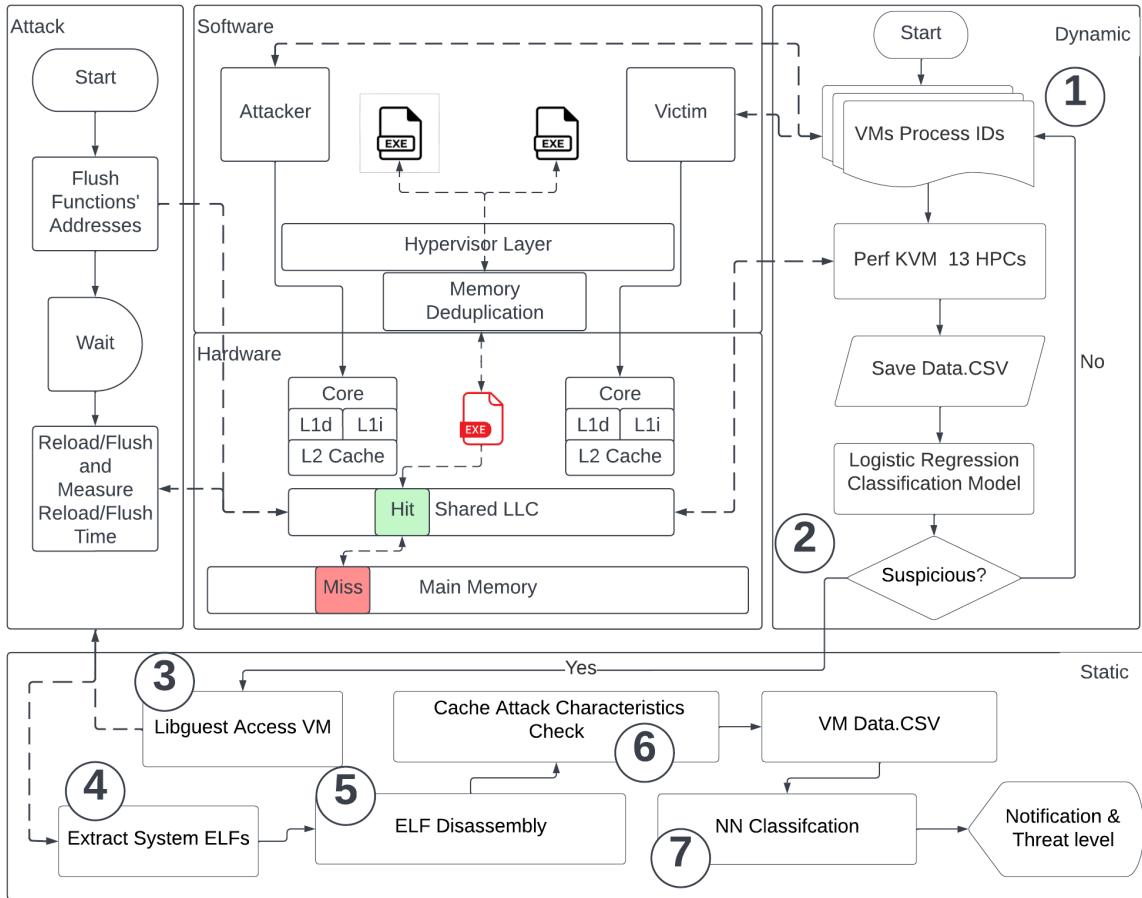 Attack
Start
Flush
Functions'
Addresses
Wait
Reload/Flush
and
Measure
Reload/Flush
Time
Software
Attacker
EXE
EXE
Victim
Hypervisor Layer
Memory
Deduplication
Hardware
Core
L1d
L1i
L2 Cache
EXE
Core
L1d
L1i
L2 Cache
Hit
Shared LLC
Miss
Main Memory
Dynamic
Start
1
VMs Process IDs
Perf KVM 13 HPCs
Save Data.CSV
No
Logistic Regression
Classification Model
2
Suspicious?
Static
Yes
3
Libguest Access VM
4
Extract System ELFs
5
ELF Disassembly
Cache Attack Characteristics
Check
6
VM Data.CSV
NN Classifcation
7
Notification &
Threat level